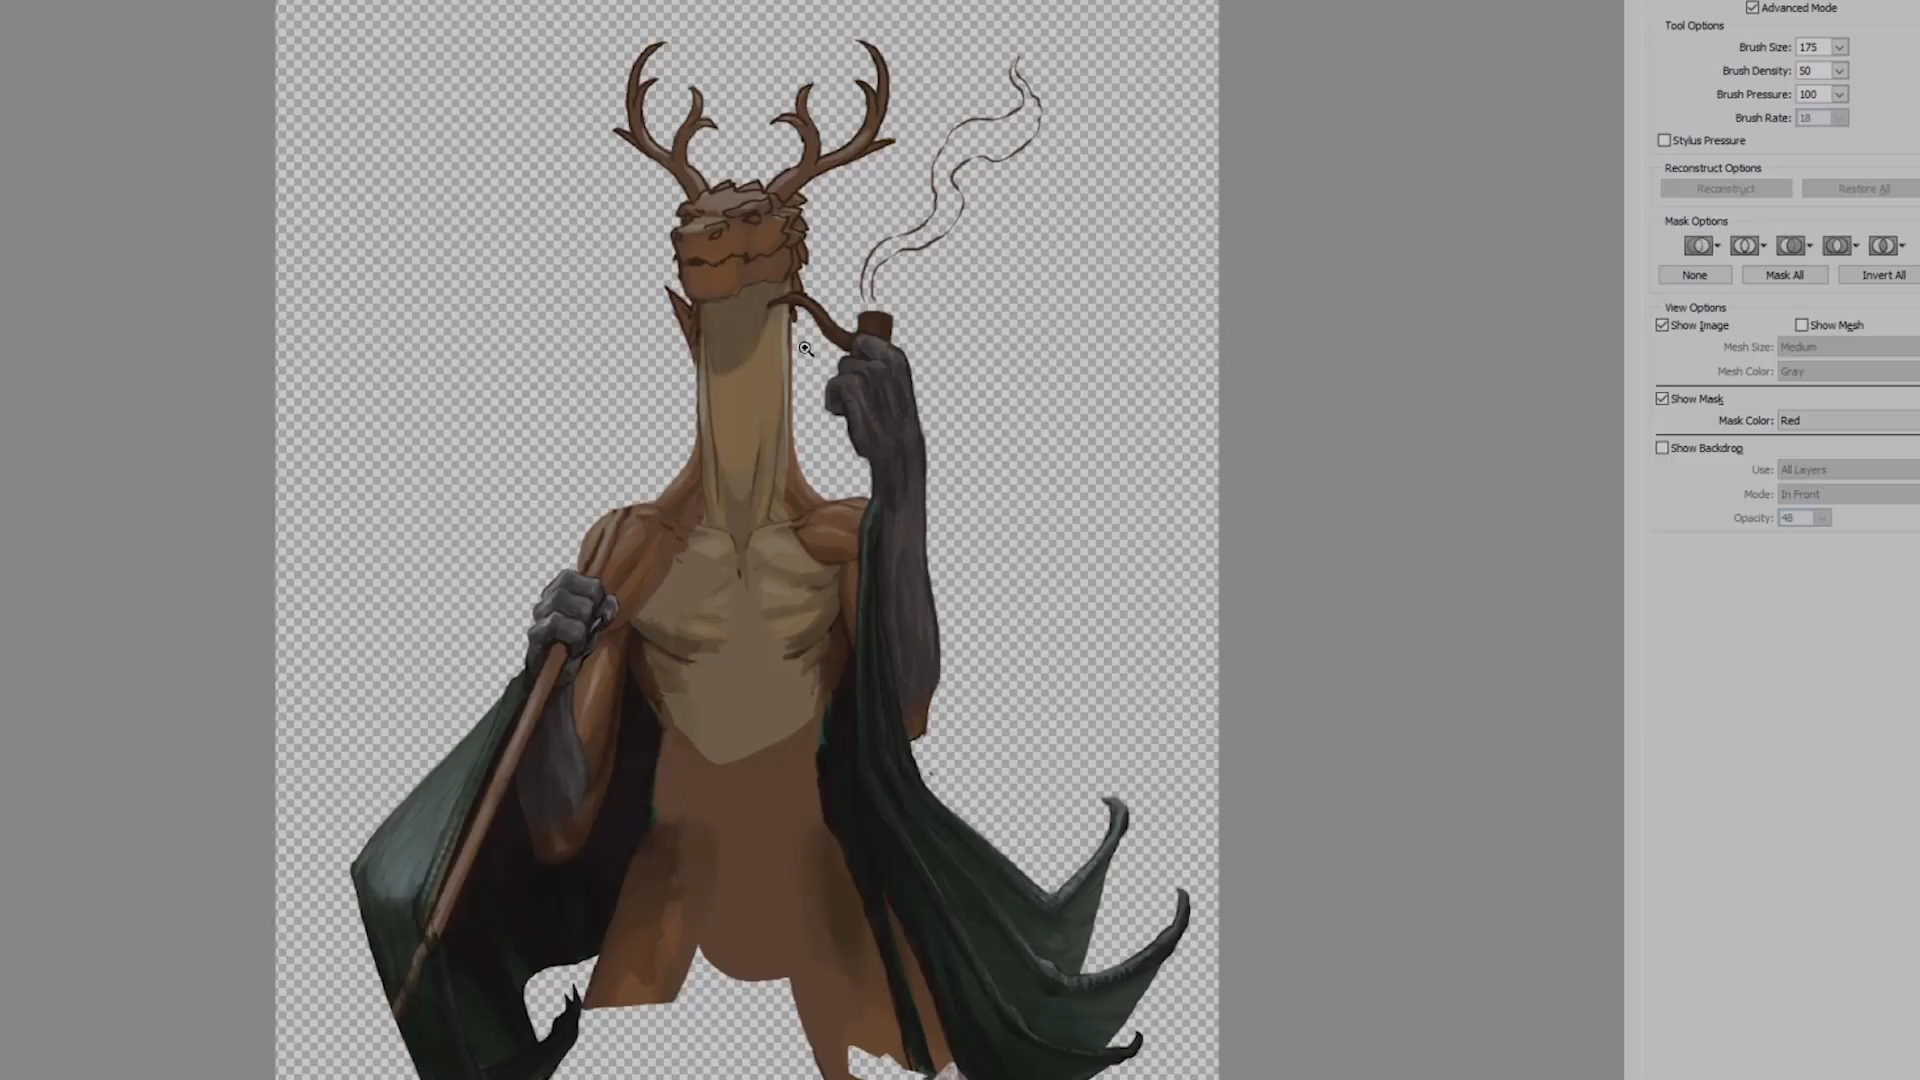 Advanced Mode
Tool Options
Brush Size: 175
Brush Density: 50
Brush Pressure: 100
Brush Rate: 18
Stylus Pressure
Reconstruct Options
Reconstruct Restore All
Mask Options
None Mask All Invert All
View Options
Show Image Show Mesh
Mesh Size: Medium
Mesh Color: Gray
Show Mask
Mask Color: Red
Show Backdrop
Use: All Layers
Mode: In Front
Opacity: 48